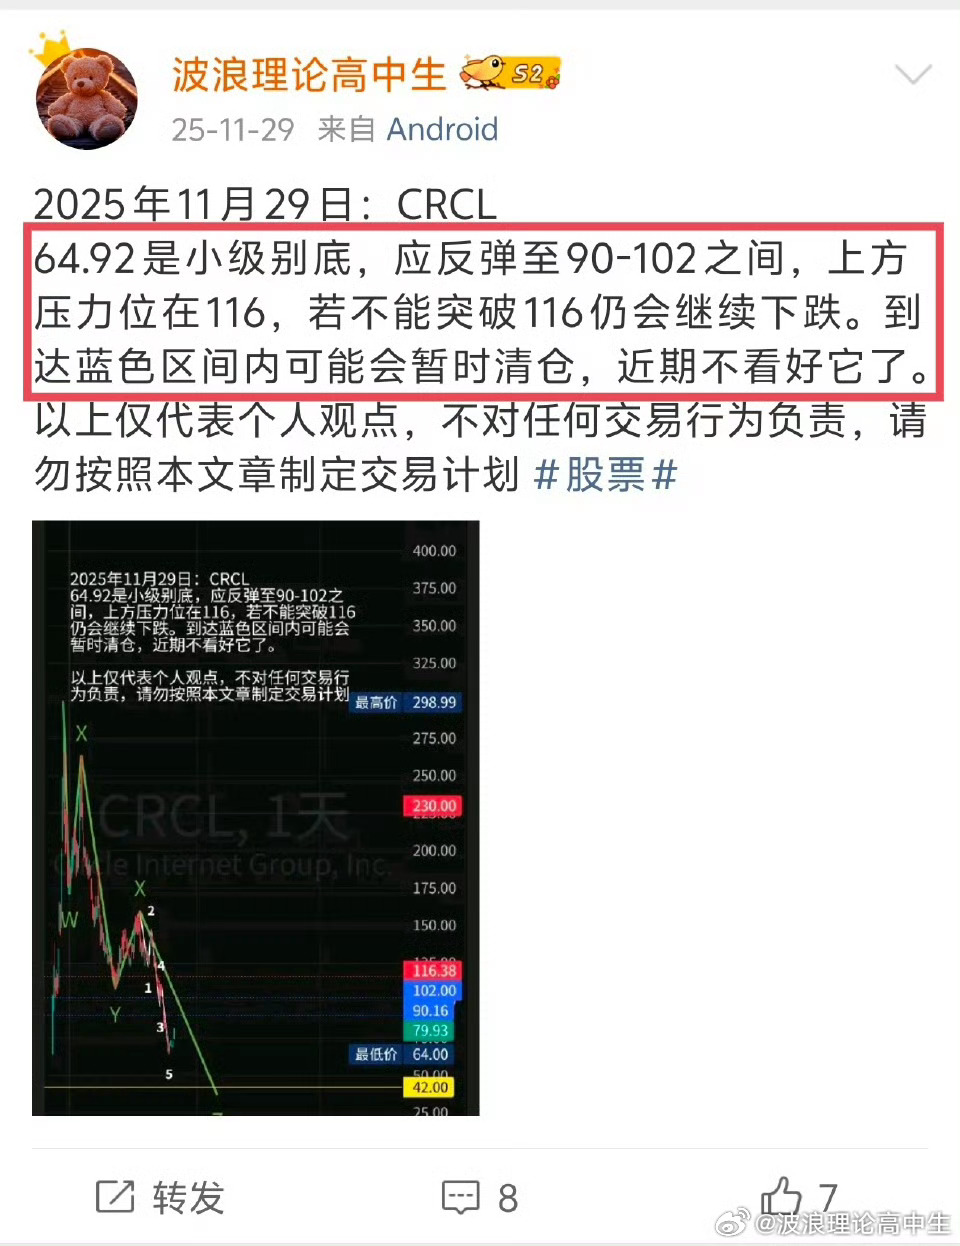 波浪理论高中生 S2
25-11-29 来自 Android
2025年11月29日：CRCL
64.92是小级别底，应反弹至90-102之间，上方
压力位在116，若不能突破116仍会继续下跌。到
达蓝色区间内可能会暂时清仓，近期不看好它了。
以上仅代表个人观点，不对任何交易行为负责，请
勿按照本文章制定交易计划 #股票#
400.00
2025年11月29日：CRCL
64.92是小级别底，应反弹至90-102之
间，上方压力位在116，若不能突破116
仍会继续下跌。到达蓝色区间内可能会
暂时清仓，近期不看好它了。
375.00
350.00
325.00
以上仅代表个人观点，不对任何交易行
为负责，请勿按照本文章制定交易计划
最高价 298.99
X
275.00
250.00
230.00
CRCL, 1天
Internet Group, Inc.
200.00
175.00
X
2
W
150.00
4
116.38
1
102.00
Y
90.16
3
79.93
最低价 64.00
5
50.00
42.00
25.00
转发
8
7
@波浪理论高中生